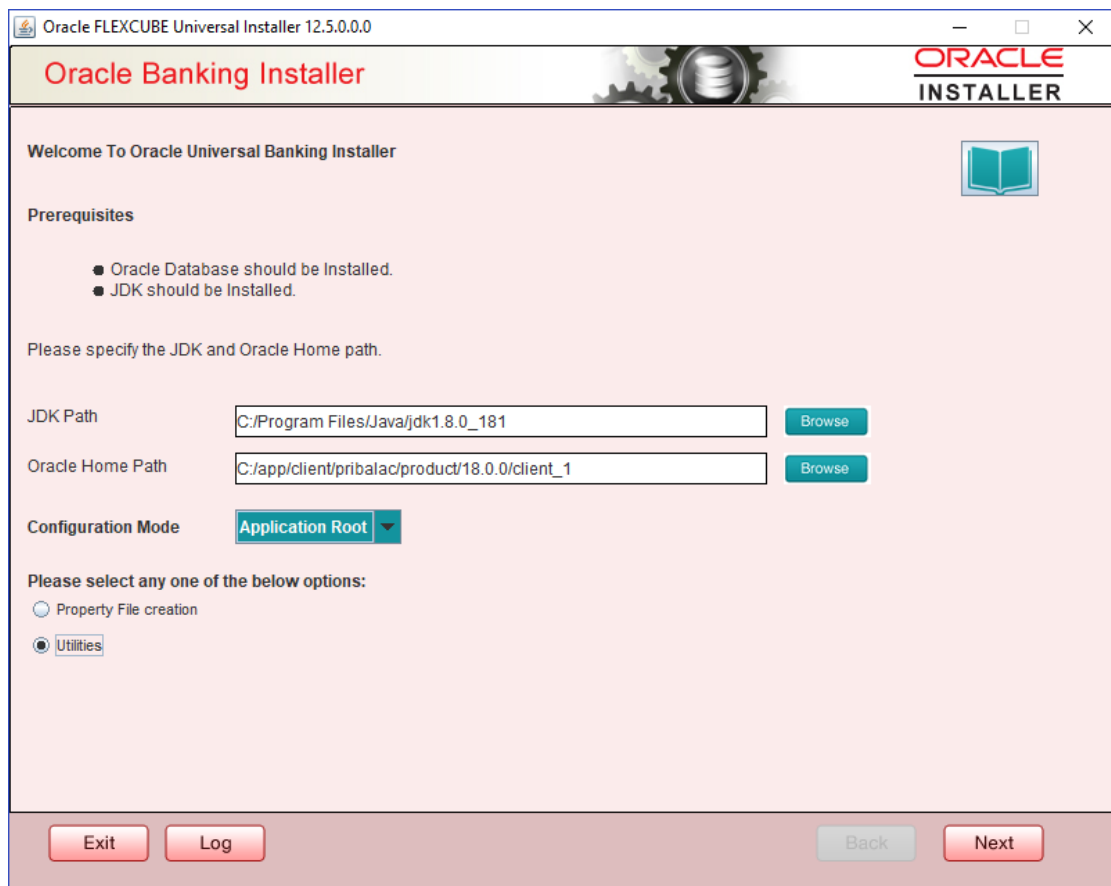 Oracle FLEXCUBE Universal Installer 12.5.0.0.0
Oracle Banking Installer
ORACLE
INSTALLER
Welcome To Oracle Universal Banking Installer
Prerequisites
Oracle Database should be Installed.
JDK should be Installed.
Please specify the JDK and Oracle Home path.
JDK Path C:/Program Files/Java/jdk1.8.0_181 Browse
Oracle Home Path C:/app/client/pribalac/product/18.0.0/client_1 Browse
Configuration Mode Application Root
Please select any one of the below options:
Property File creation
Utilities
Exit Log Back Next